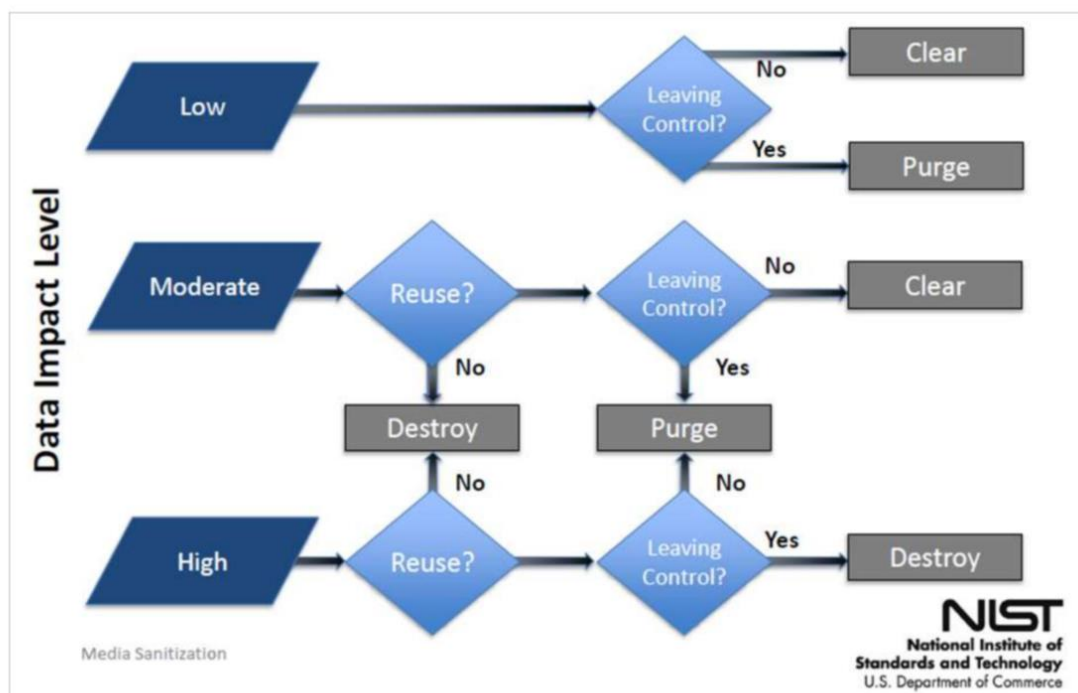 Data Impact Level
Low
Leaving
Control?
No
Clear
Yes
Purge
Moderate
Reuse?
Leaving
Control?
No
Clear
No
Yes
Destroy
Purge
No
No
High
Reuse?
Leaving
Control?
Yes
Destroy
Media Sanitization
NIST
National Institute of
Standards and Technology
U.S. Department of Commerce